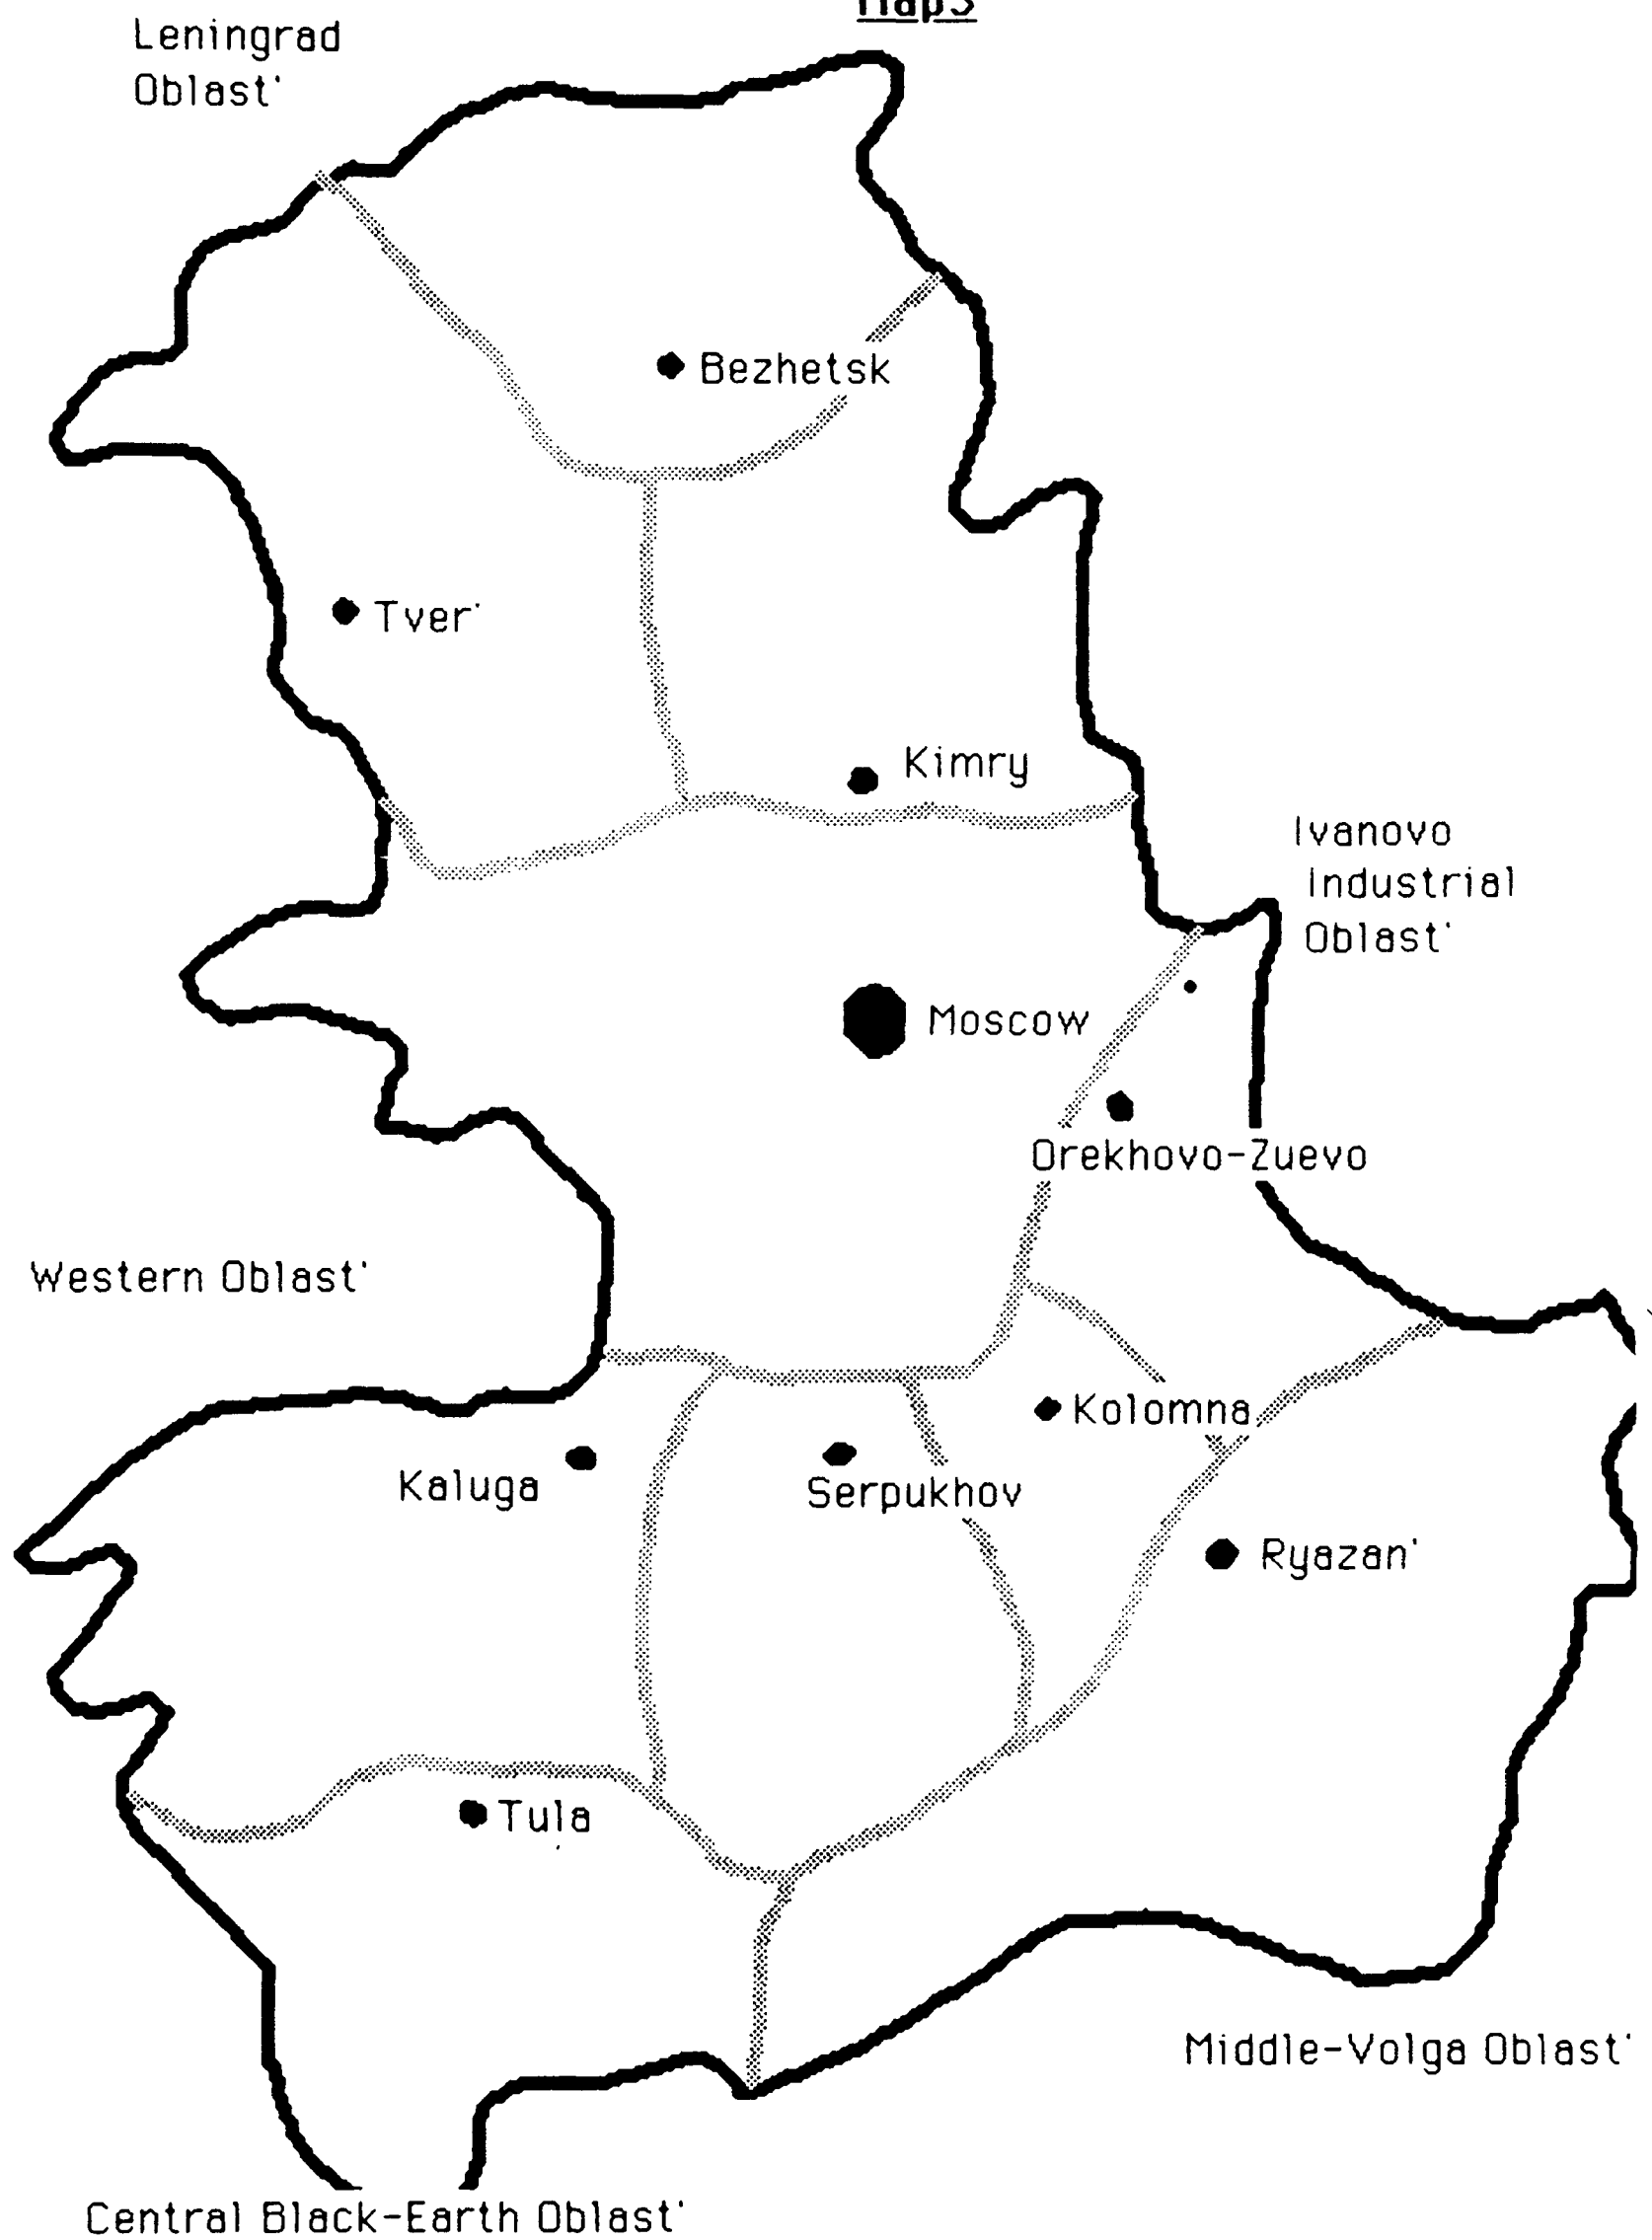 Map3
Leningrad
Oblast'
Bezhetsk
Tver'
Kimry
Ivanovo
Industrial
Oblast'
Moscow
Orekhovo-Zuevo
Western Oblast'
Kolomna
Kaluga
Serpukhov
Ryazan'
Tula
Middle-Volga Oblast'
Central Black-Earth Oblast'